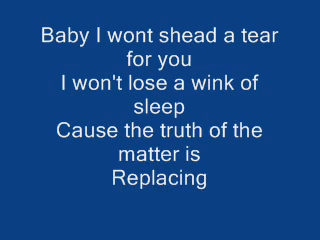 Baby I wont shead a tear
for you
I won't lose a wink of
sleep
Cause the truth of the
matter is
Replacing